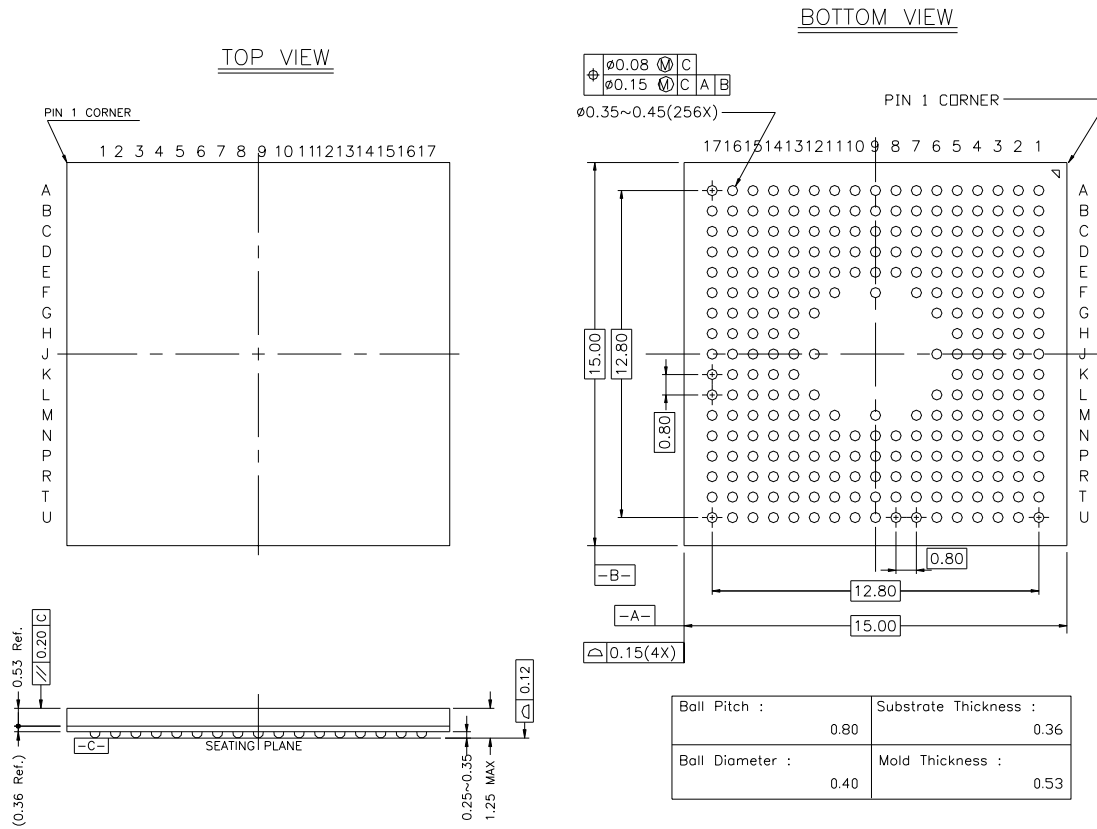 BOTTOM VIEW
TOP VIEW
⌖ ø0.08 Ⓜ C
ø0.15 Ⓜ C A B
ø0.35~0.45(256X)
PIN 1 CORNER
PIN 1 CORNER
1 2 3 4 5 6 7 8 9 10 11 12 13 14 15 16 17
17 16 15 14 13 12 11 10 9 8 7 6 5 4 3 2 1
A A
B B
C C
D D
E E
F F
G G
H H
J J
K K
L L
M M
N N
P P
R R
T T
U U
15.00
12.80
0.80
0.80
-B-
12.80
-A-
15.00
⌓ 0.15(4X)
0.53 Ref.
// 0.20 C
(0.36 Ref.)
-C-
SEATING PLANE
0.25~0.35
1.25 MAX
⌓ 0.12
Ball Pitch : 0.80
Substrate Thickness : 0.36
Ball Diameter : 0.40
Mold Thickness : 0.53